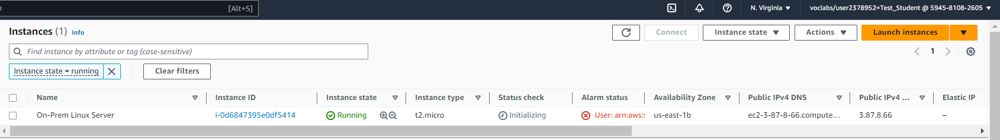 [Alt+S] N. Virginia voclabs/user2378952=Test_Student @ 5945-8108-2605
Instances (1) Info Connect Instance state Actions Launch instances
Find instance by attribute or tag (case-sensitive) 1
Instance state = running Clear filters
Name Instance ID Instance state Instance type Status check Alarm status Availability Zone Public IPv4 DNS Public IPv4 ... Elastic IP
On-Prem Linux Server i-0d6847395e0df5414 Running t2.micro Initializing User: arn:aws:s us-east-1b ec2-3-87-8-66.compute... 3.87.8.66 –